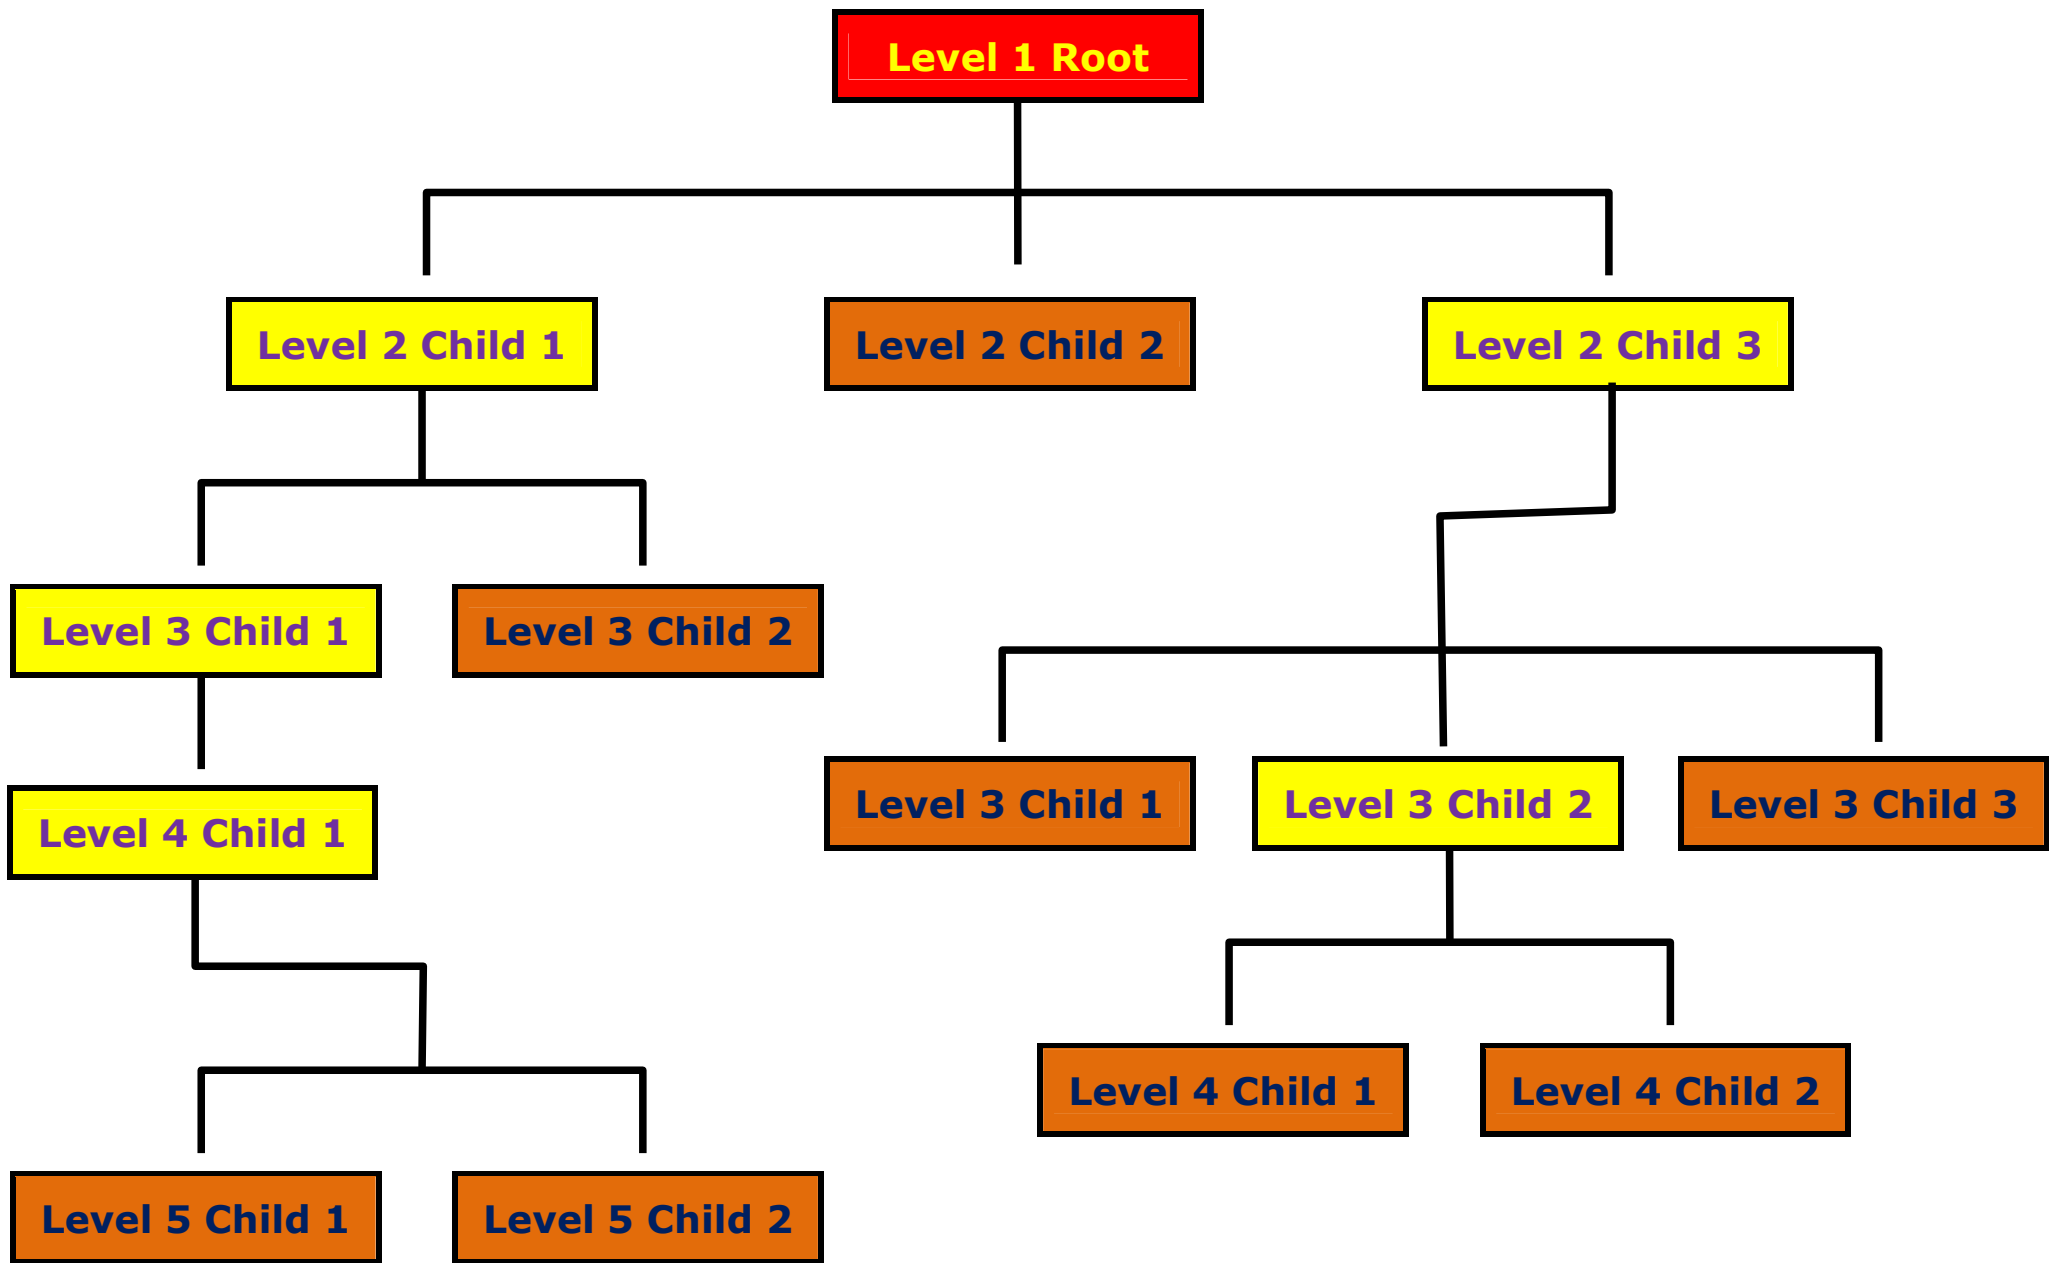 Level 1 Root
Level 2 Child 1
Level 2 Child 2
Level 2 Child 3
Level 3 Child 1
Level 3 Child 2
Level 3 Child 1
Level 3 Child 2
Level 3 Child 3
Level 4 Child 1
Level 4 Child 1
Level 4 Child 2
Level 5 Child 1
Level 5 Child 2